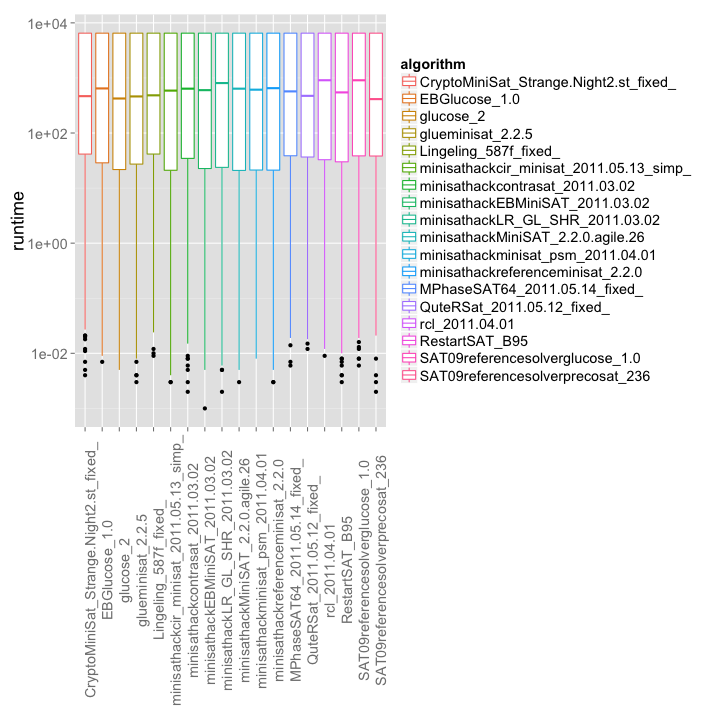 1e+04
1e+02
1e+00
1e-02
runtime
algorithm
CryptoMiniSat_Strange.Night2.st_fixed_
EBGlucose_1.0
glucose_2
glueminisat_2.2.5
Lingeling_587f_fixed_
minisathackcir_minisat_2011.05.13_simp_
minisathackcontrasat_2011.03.02
minisathackEBMiniSAT_2011.03.02
minisathackLR_GL_SHR_2011.03.02
minisathackMiniSAT_2.2.0.agile.26
minisathackminisat_psm_2011.04.01
minisathackreferenceminisat_2.2.0
MPhaseSAT64_2011.05.14_fixed_
QuteRSat_2011.05.12_fixed_
rcl_2011.04.01
RestartSAT_B95
SAT09referencesolverglucose_1.0
SAT09referencesolverprecosat_236
CryptoMiniSat_Strange.Night2.st_fixed_
EBGlucose_1.0
glucose_2
glueminisat_2.2.5
Lingeling_587f_fixed_
minisathackcir_minisat_2011.05.13_simp_
minisathackcontrasat_2011.03.02
minisathackEBMiniSAT_2011.03.02
minisathackLR_GL_SHR_2011.03.02
minisathackMiniSAT_2.2.0.agile.26
minisathackminisat_psm_2011.04.01
minisathackreferenceminisat_2.2.0
MPhaseSAT64_2011.05.14_fixed_
QuteRSat_2011.05.12_fixed_
rcl_2011.04.01
RestartSAT_B95
SAT09referencesolverglucose_1.0
SAT09referencesolverprecosat_236